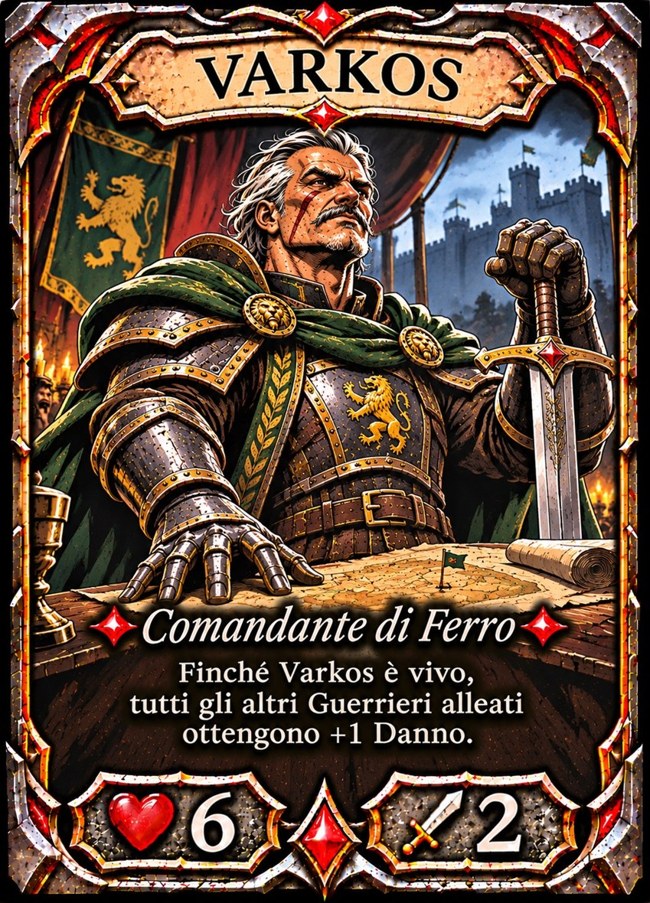 VARKOS
Comandante di Ferro
Finché Varkos è vivo,
tutti gli altri Guerrieri alleati
ottengono +1 Danno.
6
2